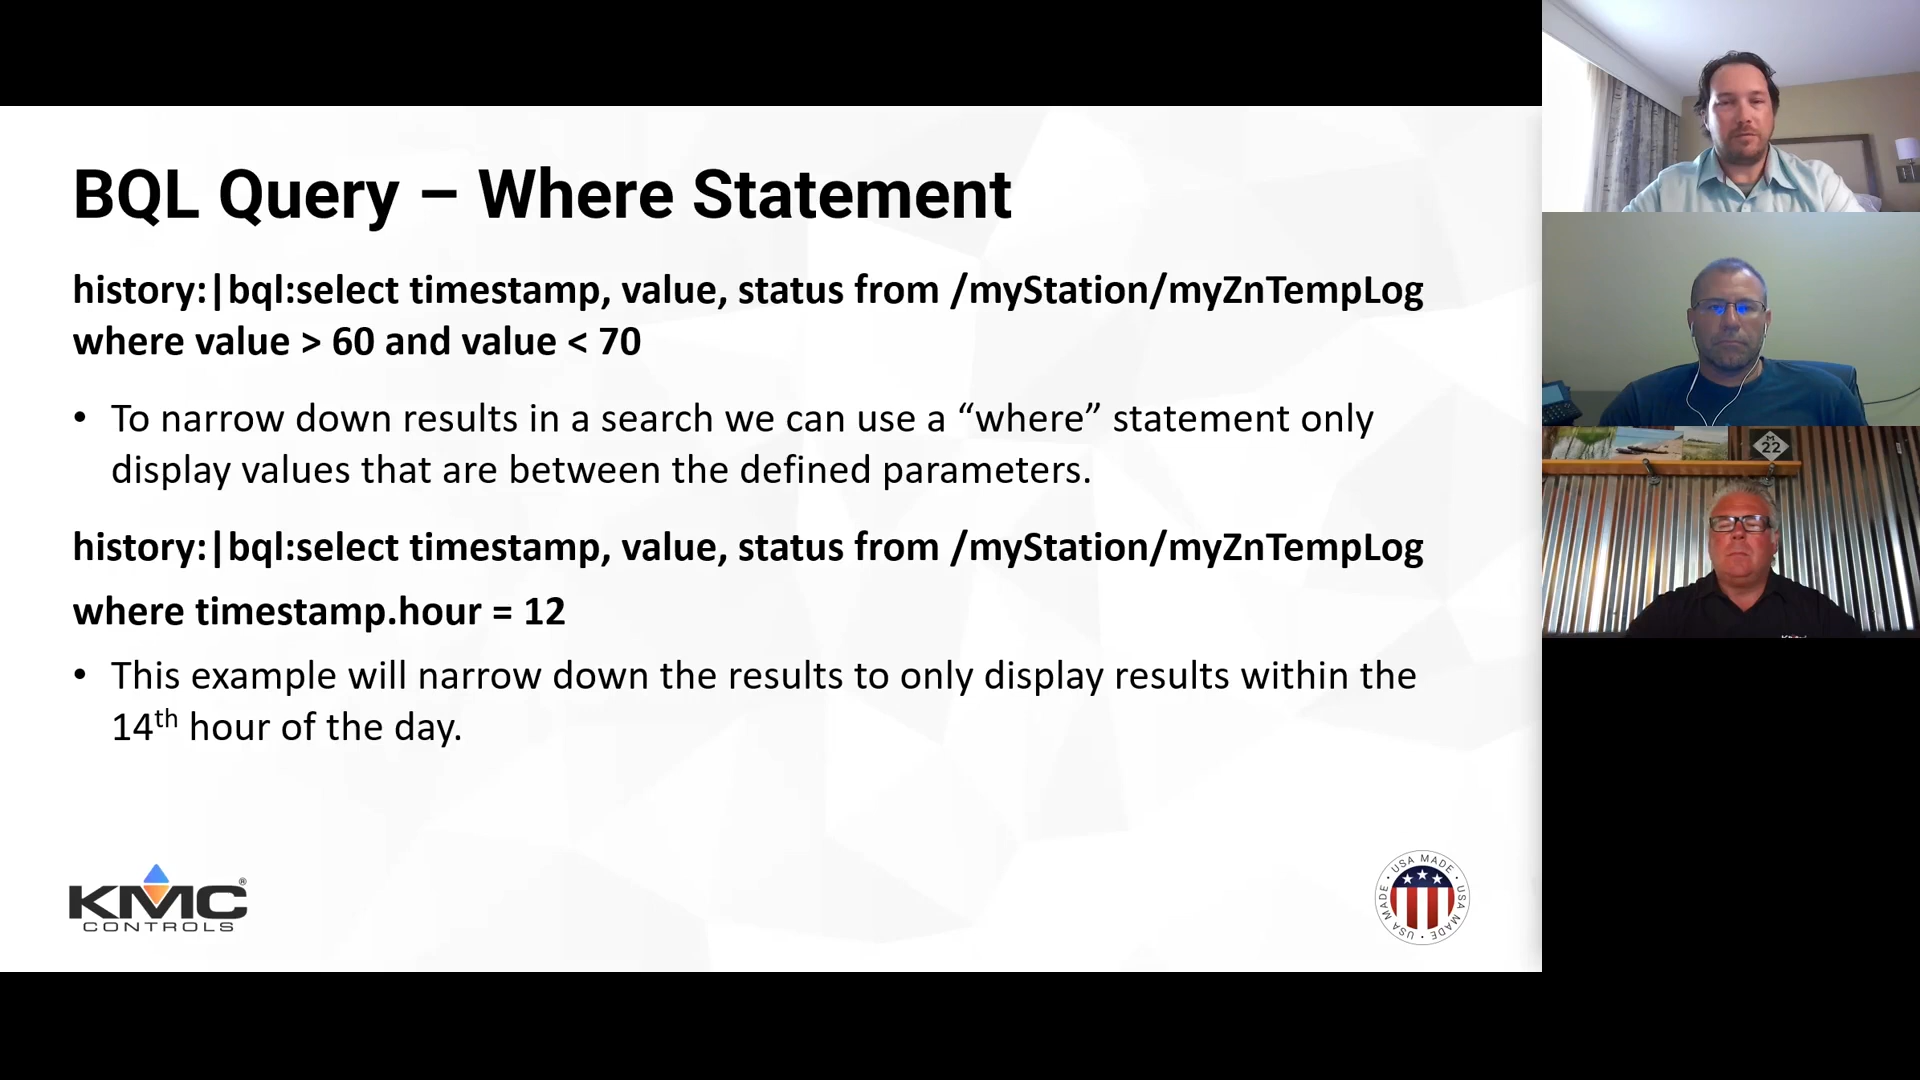 BQL Query – Where Statement
history:|bql:select timestamp, value, status from /myStation/myZnTempLog
where value > 60 and value < 70
• To narrow down results in a search we can use a “where” statement only
display values that are between the defined parameters.
history:|bql:select timestamp, value, status from /myStation/myZnTempLog
where timestamp.hour = 12
• This example will narrow down the results to only display results within the
14th hour of the day.
KMC®
CONTROLS
USA MADE • USA MADE • USA MADE •
M
22